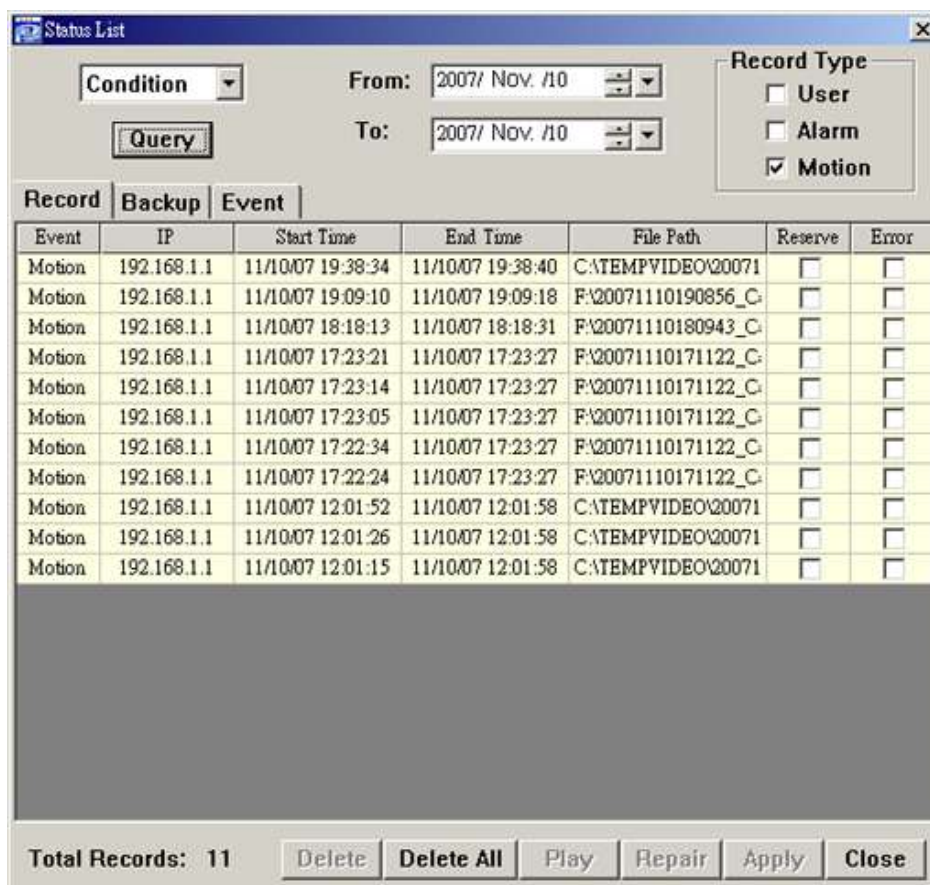 Status List
Condition From: 2007/ Nov. /10 Record Type
User
Query To: 2007/ Nov. /10 Alarm
Motion
Record Backup Event
Event IP Start Time End Time File Path Reserve Error
Motion 192.168.1.1 11/10/07 19:38:34 11/10/07 19:38:40 C:\TEMPVIDEO\20071
Motion 192.168.1.1 11/10/07 19:09:10 11/10/07 19:09:18 F:\20071110190856_C
Motion 192.168.1.1 11/10/07 18:18:13 11/10/07 18:18:31 F:\20071110180943_C
Motion 192.168.1.1 11/10/07 17:23:21 11/10/07 17:23:27 F:\20071110171122_C
Motion 192.168.1.1 11/10/07 17:23:14 11/10/07 17:23:27 F:\20071110171122_C
Motion 192.168.1.1 11/10/07 17:23:05 11/10/07 17:23:27 F:\20071110171122_C
Motion 192.168.1.1 11/10/07 17:22:34 11/10/07 17:23:27 F:\20071110171122_C
Motion 192.168.1.1 11/10/07 17:22:24 11/10/07 17:23:27 F:\20071110171122_C
Motion 192.168.1.1 11/10/07 12:01:52 11/10/07 12:01:58 C:\TEMPVIDEO\20071
Motion 192.168.1.1 11/10/07 12:01:26 11/10/07 12:01:58 C:\TEMPVIDEO\20071
Motion 192.168.1.1 11/10/07 12:01:15 11/10/07 12:01:58 C:\TEMPVIDEO\20071
Total Records: 11 Delete Delete All Play Repair Apply Close